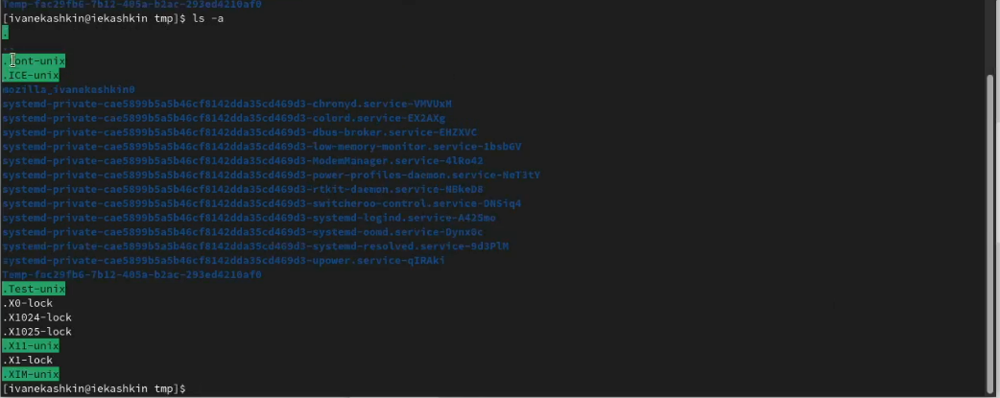 Temp-fac29fb6-7b12-405a-b2ac-293ed4210af0
[ivanekashkin@iekashkin tmp]$ ls -a
.
..
.font-unix
.ICE-unix
mozilla_ivanekashkin0
systemd-private-cae5899b5a5b46cf8142dda35cd469d3-chronyd.service-VMVUxM
systemd-private-cae5899b5a5b46cf8142dda35cd469d3-colord.service-EX2AXg
systemd-private-cae5899b5a5b46cf8142dda35cd469d3-dbus-broker.service-EHZXVC
systemd-private-cae5899b5a5b46cf8142dda35cd469d3-low-memory-monitor.service-1bsb6V
systemd-private-cae5899b5a5b46cf8142dda35cd469d3-ModemManager.service-4lRo42
systemd-private-cae5899b5a5b46cf8142dda35cd469d3-power-profiles-daemon.service-NeT3tY
systemd-private-cae5899b5a5b46cf8142dda35cd469d3-rtkit-daemon.service-NBkeD8
systemd-private-cae5899b5a5b46cf8142dda35cd469d3-switcheroo-control.service-DNSiq4
systemd-private-cae5899b5a5b46cf8142dda35cd469d3-systemd-logind.service-A425mo
systemd-private-cae5899b5a5b46cf8142dda35cd469d3-systemd-oomd.service-DynxDc
systemd-private-cae5899b5a5b46cf8142dda35cd469d3-systemd-resolved.service-9d3PlM
systemd-private-cae5899b5a5b46cf8142dda35cd469d3-upower.service-qIRAki
Temp-fac29fb6-7b12-405a-b2ac-293ed4210af0
.Test-unix
.X0-lock
.X1024-lock
.X1025-lock
.X11-unix
.X1-lock
.XIM-unix
[ivanekashkin@iekashkin tmp]$